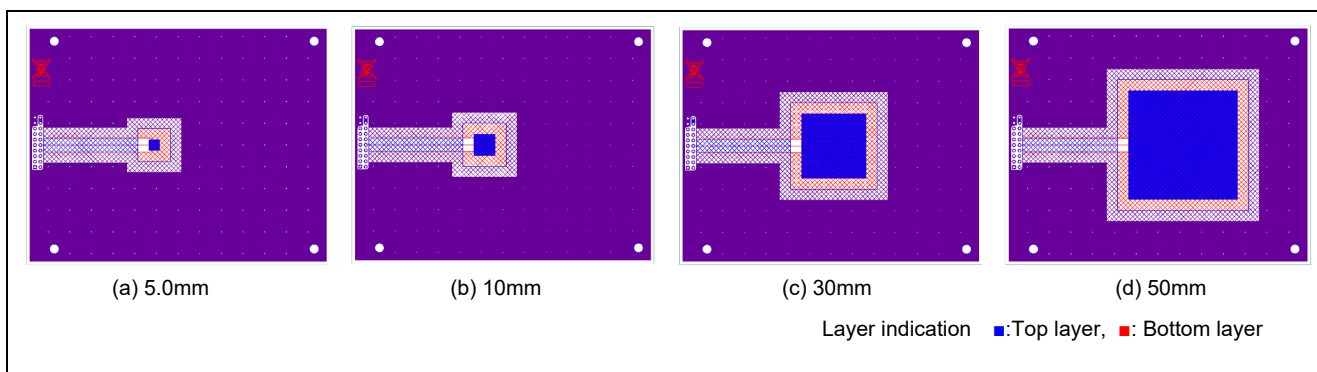 (a) 5.0mm
(b) 10mm
(c) 30mm
(d) 50mm
Layer indication ■:Top layer, ■: Bottom layer